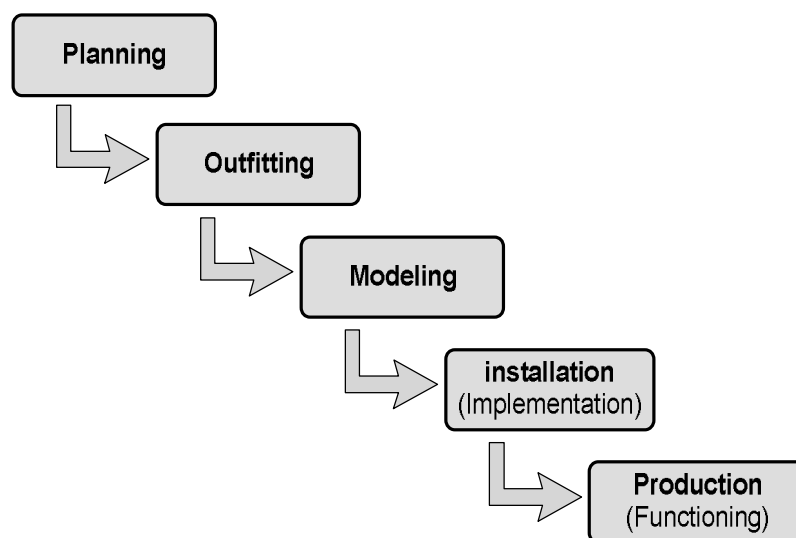 Planning
Outfitting
Modeling
installation
(Implementation)
Production
(Functioning)